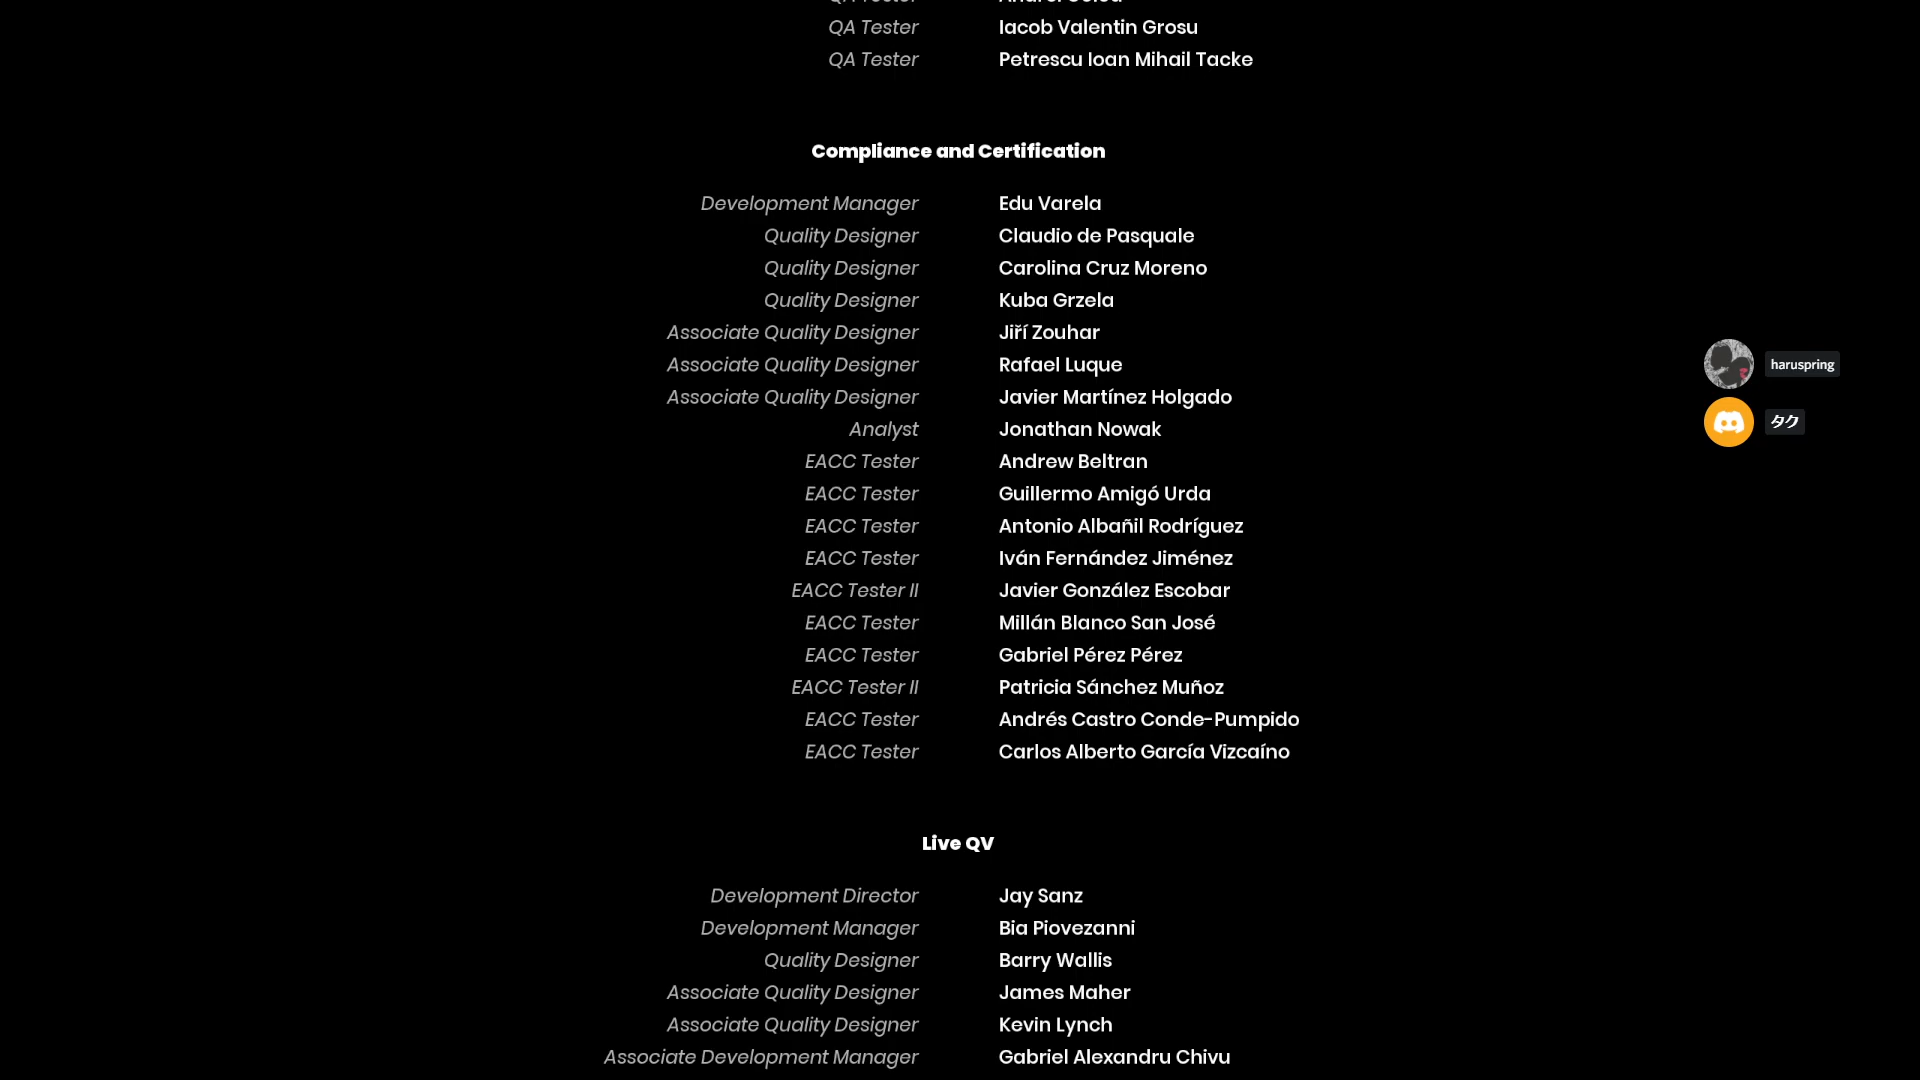 QA Tester Iacob Valentin Grosu
QA Tester Petrescu Ioan Mihail Tacke
Compliance and Certification
Development Manager Edu Varela
Quality Designer Claudio de Pasquale
Quality Designer Carolina Cruz Moreno
Quality Designer Kuba Grzela
Associate Quality Designer Jiří Zouhar
Associate Quality Designer Rafael Luque
Associate Quality Designer Javier Martínez Holgado
Analyst Jonathan Nowak
EACC Tester Andrew Beltran
EACC Tester Guillermo Amigó Urda
EACC Tester Antonio Albañil Rodríguez
EACC Tester Iván Fernández Jiménez
EACC Tester II Javier González Escobar
EACC Tester Millán Blanco San José
EACC Tester Gabriel Pérez Pérez
EACC Tester II Patricia Sánchez Muñoz
EACC Tester Andrés Castro Conde-Pumpido
EACC Tester Carlos Alberto García Vizcaíno
Live QV
Development Director Jay Sanz
Development Manager Bia Piovezanni
Quality Designer Barry Wallis
Associate Quality Designer James Maher
Associate Quality Designer Kevin Lynch
Associate Development Manager Gabriel Alexandru Chivu
haruspring
タク